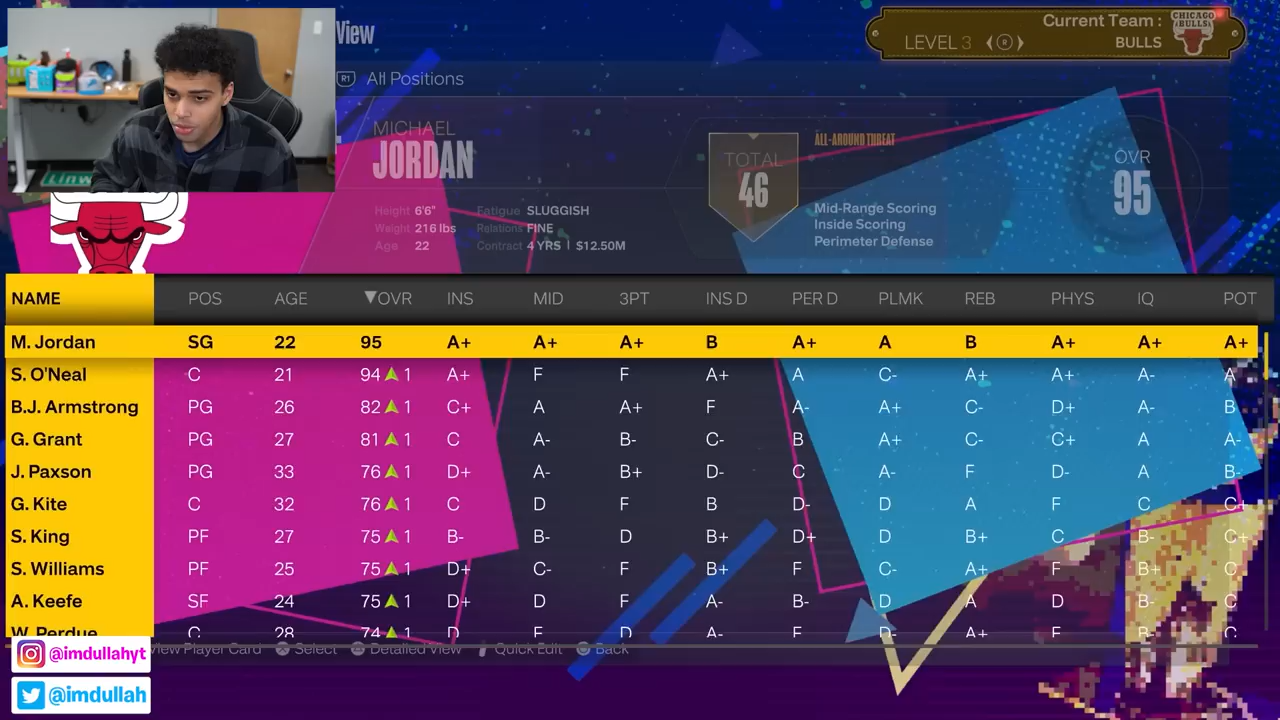 View
LEVEL 3
R
Current Team :
BULLS
CHICAGO
BULLS
R1 All Positions
MICHAEL
JORDAN
TOTAL
46
ALL-AROUND THREAT
Mid-Range Scoring
Inside Scoring
Perimeter Defense
OVR
95
Height 6'6" Fatigue SLUGGISH
Weight 216 lbs Relations FINE
Age 22 Contract 4 YRS | $12.50M
NAME POS AGE OVR INS MID 3PT INS D PER D PLMK REB PHYS IQ POT
M. Jordan SG 22 95 A+ A+ A+ B A+ A B A+ A+ A+
S. O'Neal C 21 94 1 A+ F F A+ A C- A+ A+ A- A
B.J. Armstrong PG 26 82 1 C+ A A+ F A- A+ C- D+ A- B
G. Grant PG 27 81 1 C A- B- C- B A+ C- C+ A A-
J. Paxson PG 33 76 1 D+ A- B+ D- C A- F D- A B-
G. Kite C 32 76 1 C D F B D- D A F C C+
S. King PF 27 75 1 B- B- D B+ D+ D B+ C B- C+
S. Williams PF 25 75 1 D+ C- F B+ F C- A+ F B+ C
A. Keefe SF 24 75 1 D+ D F A- B- D A D B- C
W. Perdue C 28 74 1 D F D A- F D- A+ F B- C
View Player Card Select Detailed View Quick Edit Back
@imdullahyt
@imdullah